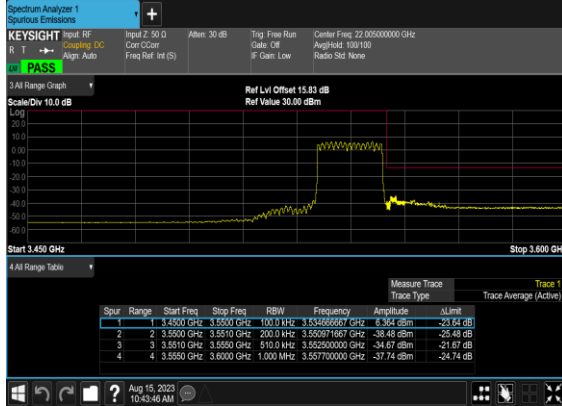 Spectrum Analyzer 1
Spurious Emissions
+
KEYSIGHT Input: RF Input Z: 50 Ω Atten: 30 dB Trig: Free Run Center Freq: 22.005000000 GHz
R T Coupling: DC Corr CCorr Gate: Off Avg|Hold: 100/100
Align: Auto Freq Ref: Int (S) IF Gain: Low Radio Std: None
PASS
3 All Range Graph Ref Lvl Offset 15.83 dB
Scale/Div 10.0 dB Ref Value 30.00 dBm
Log
20.0
10.0
0.00
-10.0
-20.0
-30.0
-40.0
-50.0
-60.0
Start 3.450 GHz Stop 3.600 GH
4 All Range Table
Measure Trace Trace 1
Trace Type Trace Average (Active)
Spur Range Start Freq Stop Freq RBW Frequency Amplitude ΔLimit
1 1 3.4500 GHz 3.5500 GHz 100.0 kHz 3.534666667 GHz 6.364 dBm -23.64 dB
2 2 3.5500 GHz 3.5510 GHz 200.0 kHz 3.550971667 GHz -38.48 dBm -25.48 dB
3 3 3.5510 GHz 3.5550 GHz 510.0 kHz 3.552500000 GHz -34.67 dBm -21.67 dB
4 4 3.5550 GHz 3.6000 GHz 1.000 MHz 3.557700000 GHz -37.74 dBm -24.74 dB
? Aug 15, 2023
10:43:46 AM